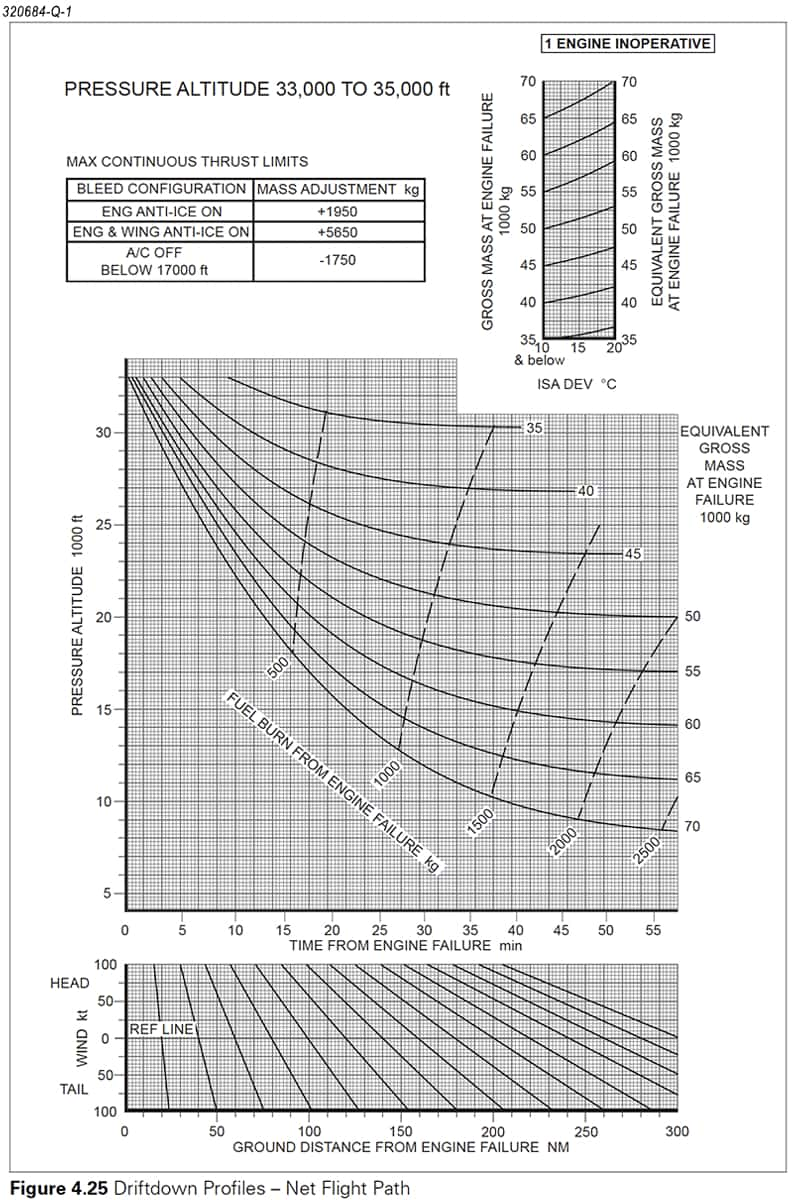 320684-Q-1
1 ENGINE INOPERATIVE
PRESSURE ALTITUDE 33,000 TO 35,000 ft
MAX CONTINUOUS THRUST LIMITS
BLEED CONFIGURATION MASS ADJUSTMENT kg
ENG ANTI-ICE ON +1950
ENG & WING ANTI-ICE ON +5650
A/C OFF
BELOW 17000 ft
-1750
GROSS MASS AT ENGINE FAILURE
1000 kg
70 70
65 65
60 60
55 55
50 50
45 45
40 40
35 35
10 15 20
& below
ISA DEV °C
EQUIVALENT GROSS MASS
AT ENGINE FAILURE 1000 kg
PRESSURE ALTITUDE 1000 ft
30
25
20
15
10
5
35
40
45
50
55
60
65
70
EQUIVALENT
GROSS
MASS
AT ENGINE
FAILURE
1000 kg
500
1000
1500
2000
2500
FUEL BURN FROM ENGINE FAILURE kg
0 5 10 15 20 25 30 35 40 45 50 55
TIME FROM ENGINE FAILURE min
HEAD
WIND kt
TAIL
100
50
0
50
100
REF LINE
0 50 100 150 200 250 300
GROUND DISTANCE FROM ENGINE FAILURE NM
Figure 4.25 Driftdown Profiles – Net Flight Path